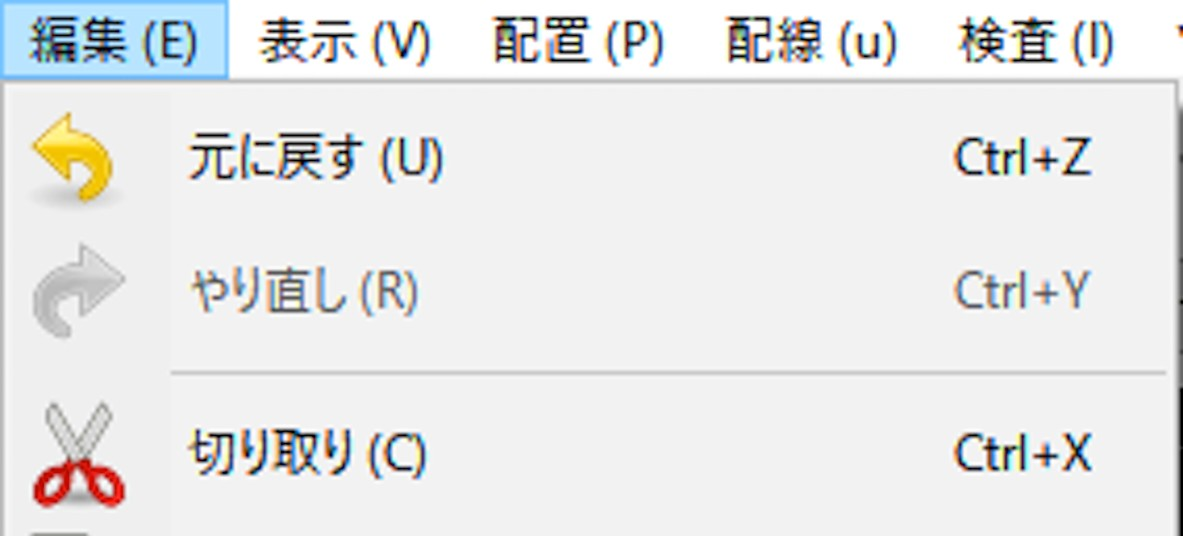 編集 (E) 表示 (V) 配置 (P) 配線 (u) 検査 (I)
元に戻す (U) Ctrl+Z
やり直し (R) Ctrl+Y
切り取り (C) Ctrl+X